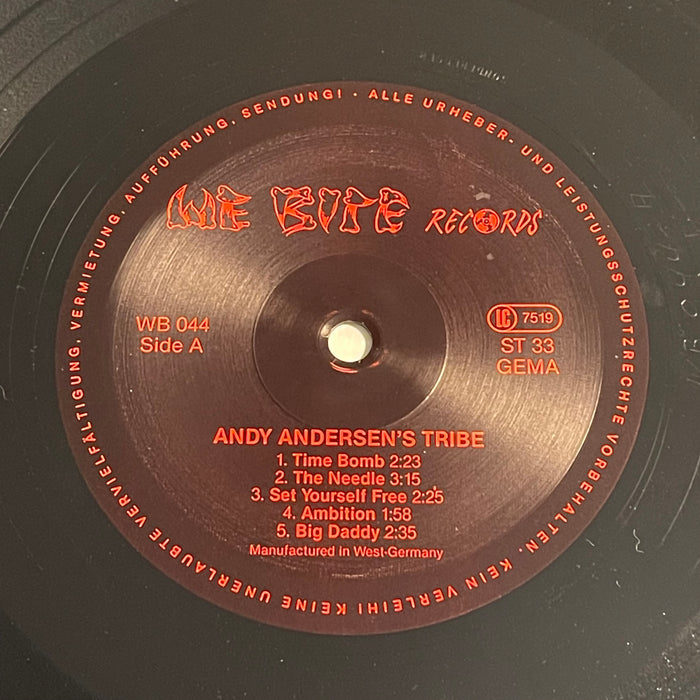 ALLE URHEBER- UND LEISTUNGSSCHUTZRECHTE VORBEHALTEN. KEIN VERLEIH! KEINE UNERLAUBTE VERVIELFÄLTIGUNG, VERMIETUNG, AUFFÜHRUNG, SENDUNG! ·
WE BITE RECORDS
WB 044
Side A
LC 7519
ST 33
GEMA
ANDY ANDERSEN'S TRIBE
1. Time Bomb 2:23
2. The Needle 3:15
3. Set Yourself Free 2:25
4. Ambition 1:58
5. Big Daddy 2:35
Manufactured in West-Germany